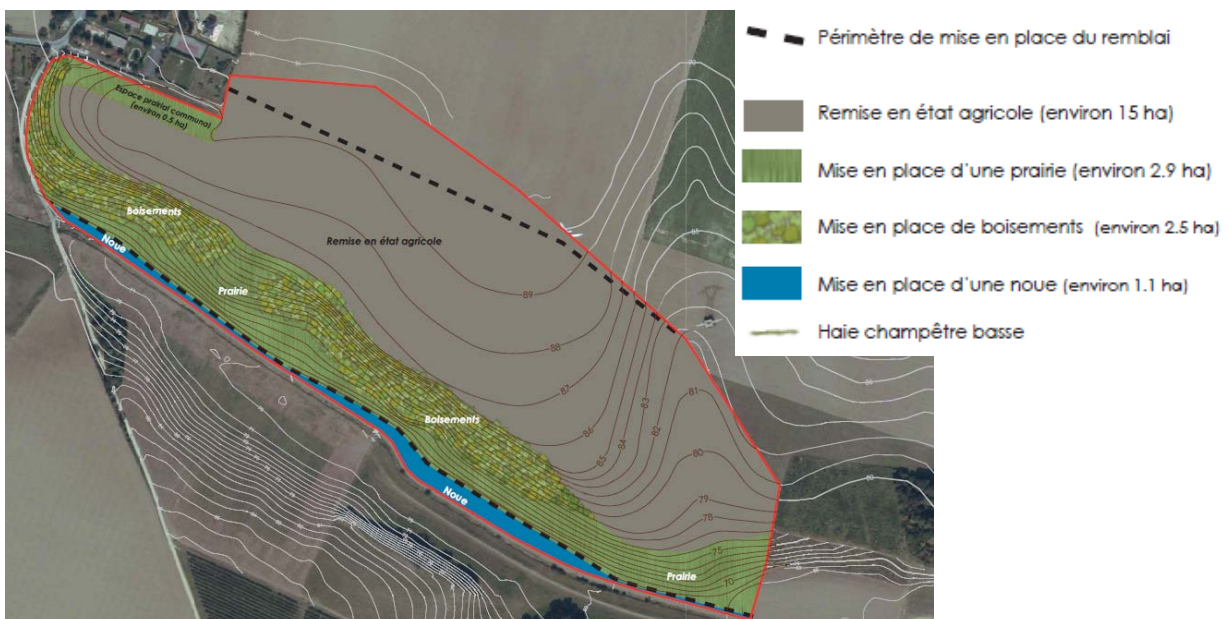 Périmètre de mise en place du remblai
Remise en état agricole (environ 15 ha)
Mise en place d'une prairie (environ 2.9 ha)
Mise en place de boisements (environ 2.5 ha)
Mise en place d'une noue (environ 1.1 ha)
Haie champêtre basse
Espace prairial communal
(environ 0.5 ha)
Boisements
Noue
Remise en état agricole
Prairie
89
88
87
86
85
84
83
82
81
80
79
78
75
70
Boisements
Noue
Prairie